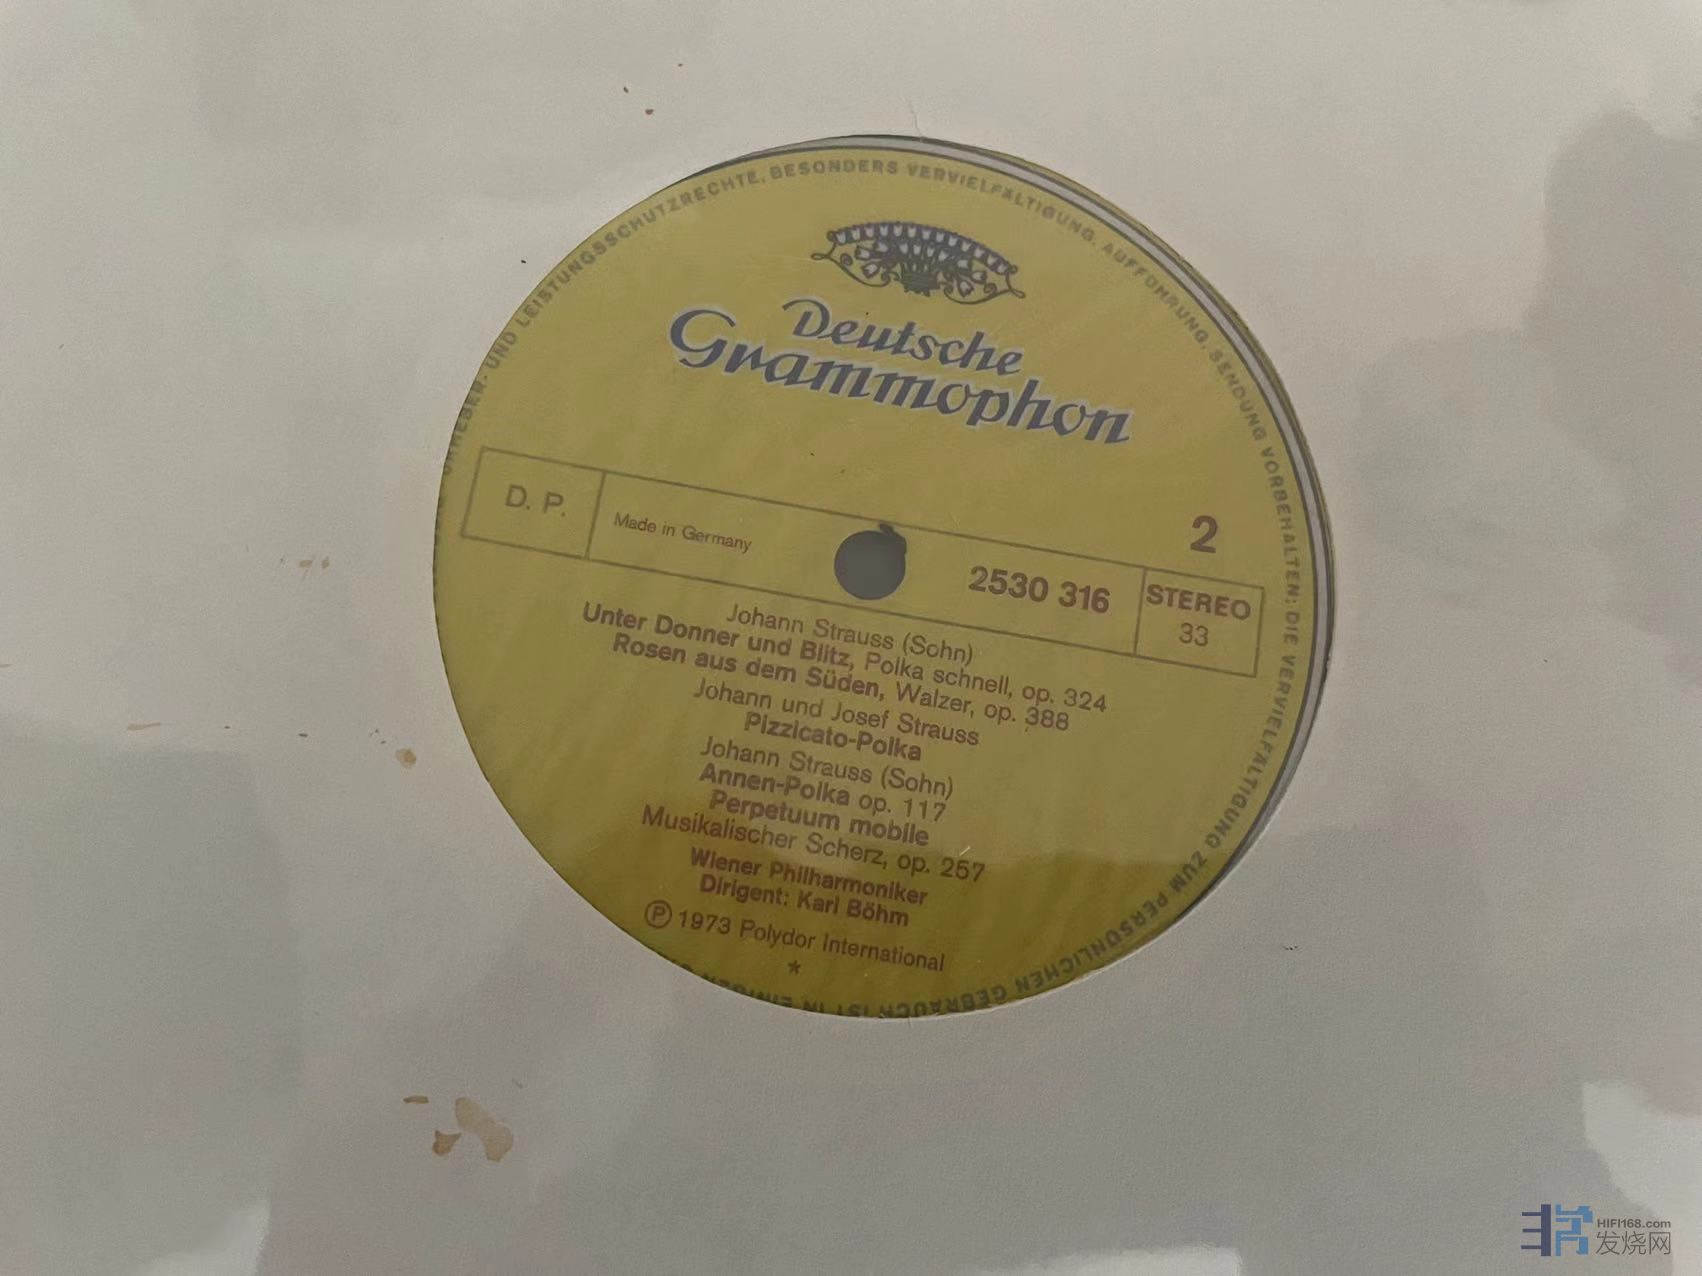 UND LEISTUNGSSCHUTZRECHTE, BESONDERS VERVIELFÄLTIGUNG, AUFFÜHRUNG, SENDUNG VORBEHALTEN; DIE VERVIELFÄLTIGUNG ZUM PERSÖNLICHEN GEBRAUCH IST IN
Deutsche
Grammophon
2
D. P.
Made in Germany
2530 316
STEREO
33
Johann Strauss (Sohn)
Unter Donner und Blitz, Polka schnell, op. 324
Rosen aus dem Süden, Walzer, op. 388
Johann und Josef Strauss
Pizzicato-Polka
Johann Strauss (Sohn)
Annen-Polka op. 117
Perpetuum mobile
Musikalischer Scherz, op. 257
Wiener Philharmoniker
Dirigent: Karl Böhm
Ⓟ 1973 Polydor International
*
HIFI168.com
发烧网